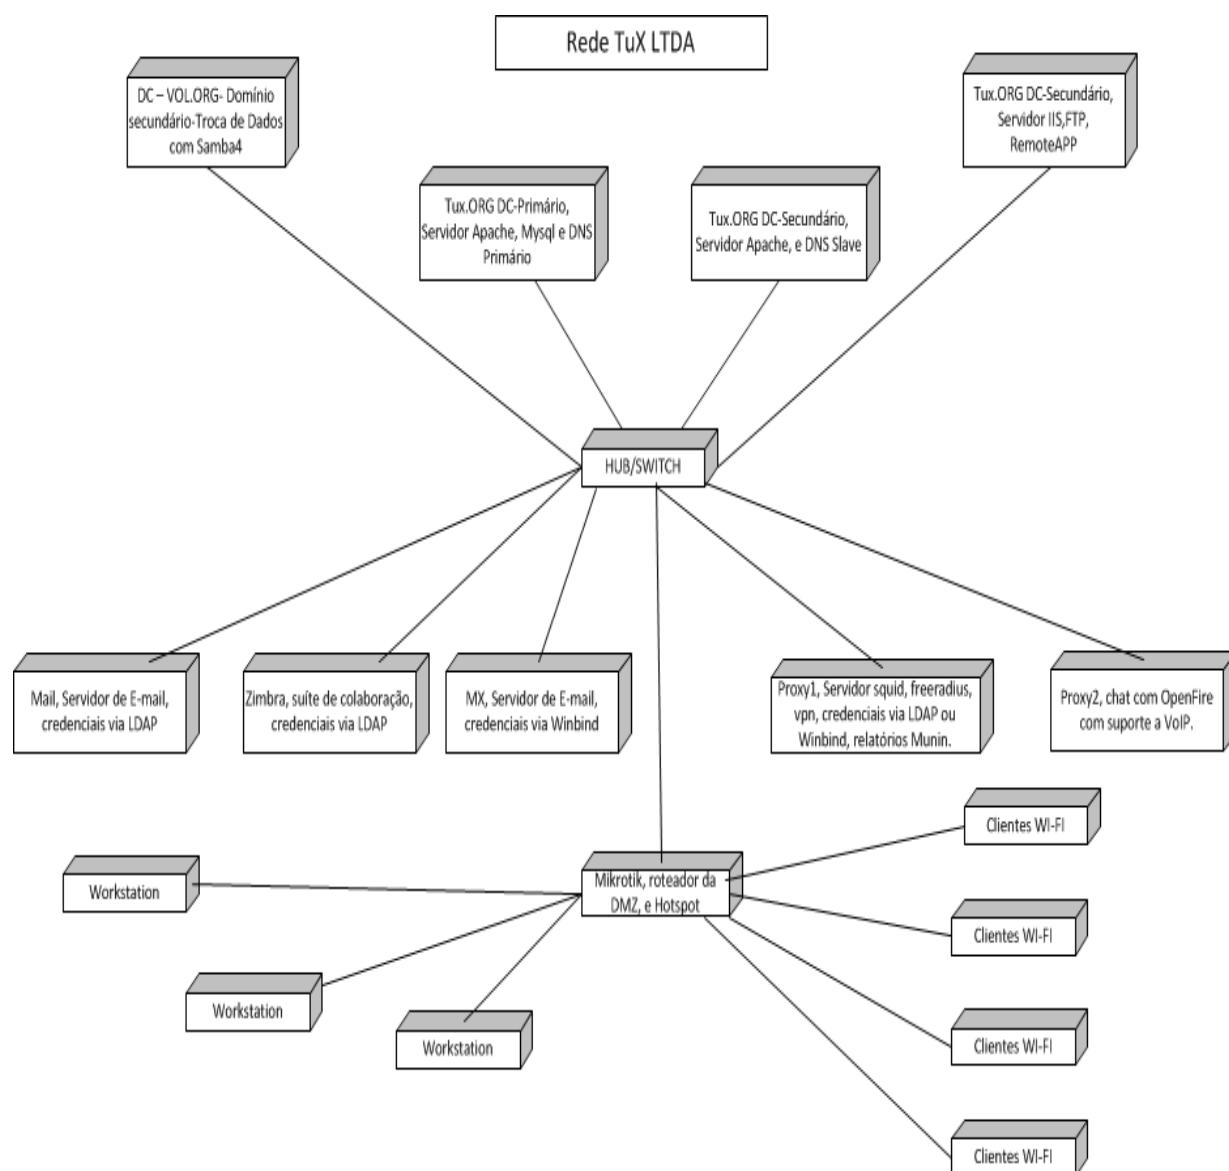 Rede TuX LTDA
DC – VOL.ORG- Domínio
secundário-Troca de Dados
com Samba4
Tux.ORG DC-Secundário,
Servidor IIS,FTP,
RemoteAPP
Tux.ORG DC-Primário,
Servidor Apache, Mysql e DNS
Primário
Tux.ORG DC-Secundário,
Servidor Apache, e DNS Slave
HUB/SWITCH
Mail, Servidor de E-mail,
credenciais via LDAP
Zimbra, suíte de colaboração,
credenciais via LDAP
MX, Servidor de E-mail,
credenciais via Winbind
Proxy1, Servidor squid, freeradius,
vpn, credenciais via LDAP ou
Winbind, relatórios Munin.
Proxy2, chat com OpenFire
com suporte a VoIP.
Clientes WI-FI
Mikrotik, roteador da
DMZ, e Hotspot
Workstation
Clientes WI-FI
Workstation
Workstation
Clientes WI-FI
Clientes WI-FI